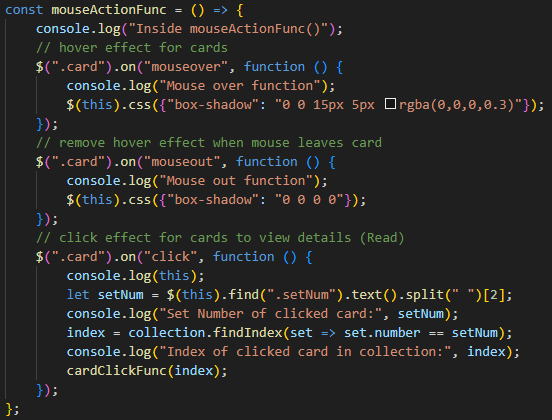 const mouseActionFunc = () => {
    console.log("Inside mouseActionFunc()");
    // hover effect for cards
    $(".card").on("mouseover", function () {
        console.log("Mouse over function");
        $(this).css({"box-shadow": "0 0 15px 5px rgba(0,0,0,0.3)"});
    });
    // remove hover effect when mouse leaves card
    $(".card").on("mouseout", function () {
        console.log("Mouse out function");
        $(this).css({"box-shadow": "0 0 0 0"});
    });
    // click effect for cards to view details (Read)
    $(".card").on("click", function () {
        console.log(this);
        let setNum = $(this).find(".setNum").text().split(" ")[2];
        console.log("Set Number of clicked card:", setNum);
        index = collection.findIndex(set => set.number == setNum);
        console.log("Index of clicked card in collection:", index);
        cardClickFunc(index);
    });
};